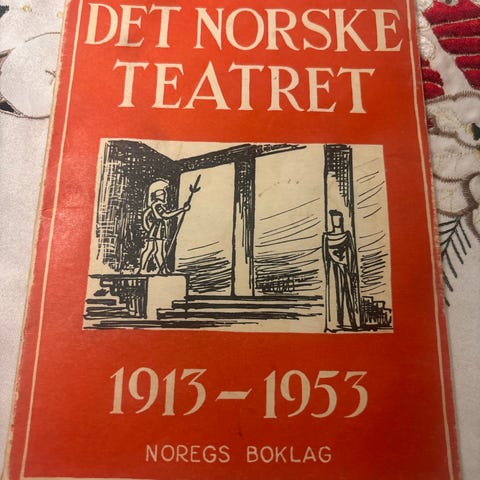 DET NORSKE
TEATRET
1913 – 1953
NOREGS BOKLAG